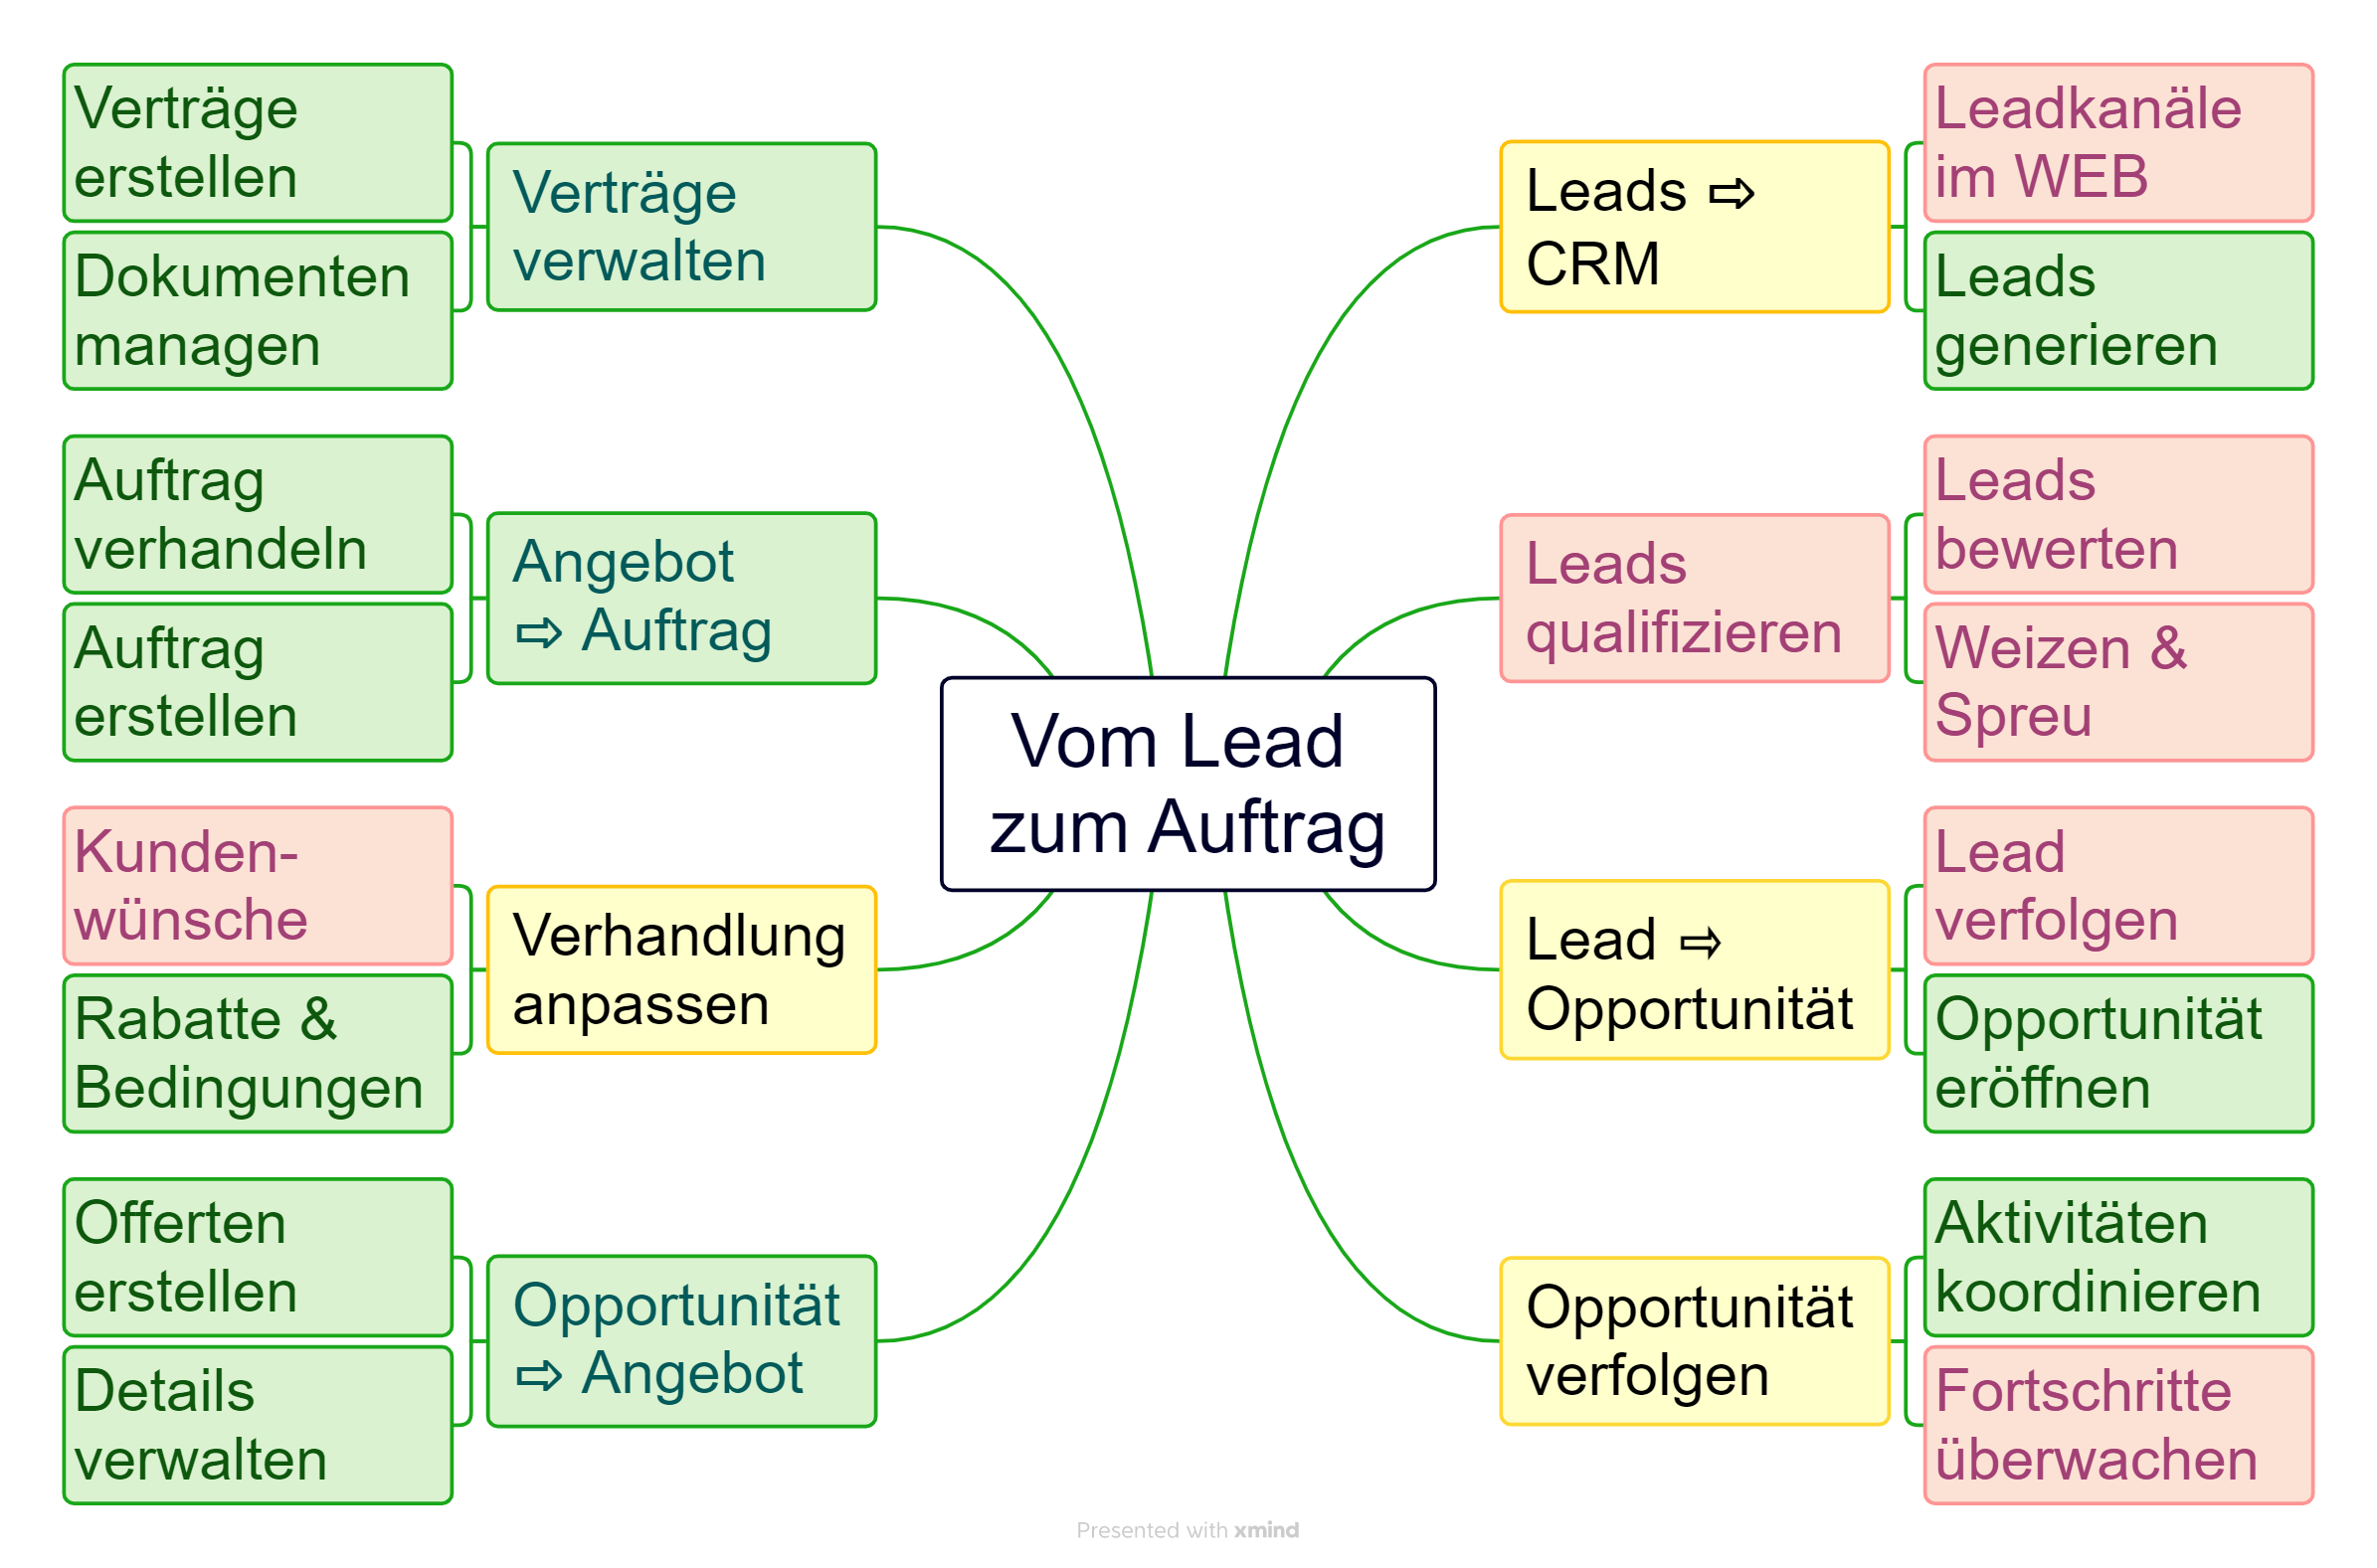 Vom Lead
zum Auftrag
Leads ⇨
CRM
Leadkanäle
im WEB
Leads
generieren
Leads
qualifizieren
Leads
bewerten
Weizen &
Spreu
Lead ⇨
Opportunität
Lead
verfolgen
Opportunität
eröffnen
Opportunität
verfolgen
Aktivitäten
koordinieren
Fortschritte
überwachen
Verträge
verwalten
Verträge
erstellen
Dokumenten
managen
Angebot
⇨ Auftrag
Auftrag
verhandeln
Auftrag
erstellen
Verhandlung
anpassen
Kunden-
wünsche
Rabatte &
Bedingungen
Opportunität
⇨ Angebot
Offerten
erstellen
Details
verwalten
Presented with xmind